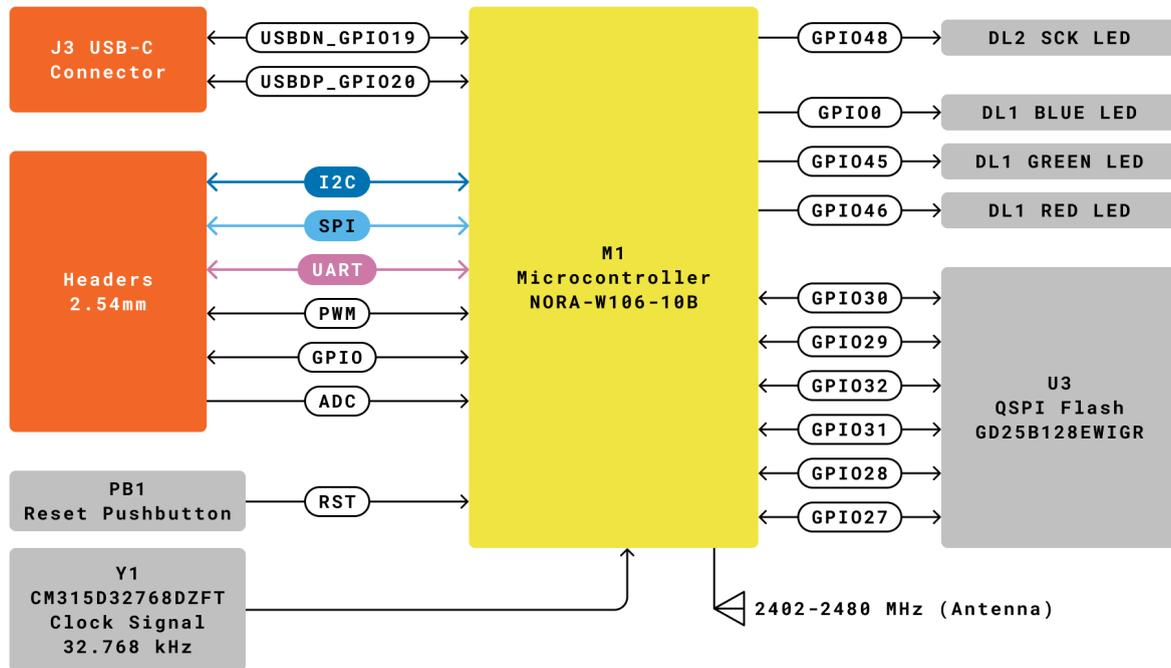 J3 USB-C
Connector
USBDN_GPIO19
USBDP_GPIO20
Headers
2.54mm
I2C
SPI
UART
PWM
GPIO
ADC
PB1
Reset Pushbutton
RST
Y1
CM315D32768DZFT
Clock Signal
32.768 kHz
M1
Microcontroller
NORA-W106-10B
GPIO48
DL2 SCK LED
GPIO0
DL1 BLUE LED
GPIO45
DL1 GREEN LED
GPIO46
DL1 RED LED
GPIO30
GPIO29
GPIO32
GPIO31
GPIO28
GPIO27
U3
QSPI Flash
GD25B128EWIGR
2402-2480 MHz (Antenna)